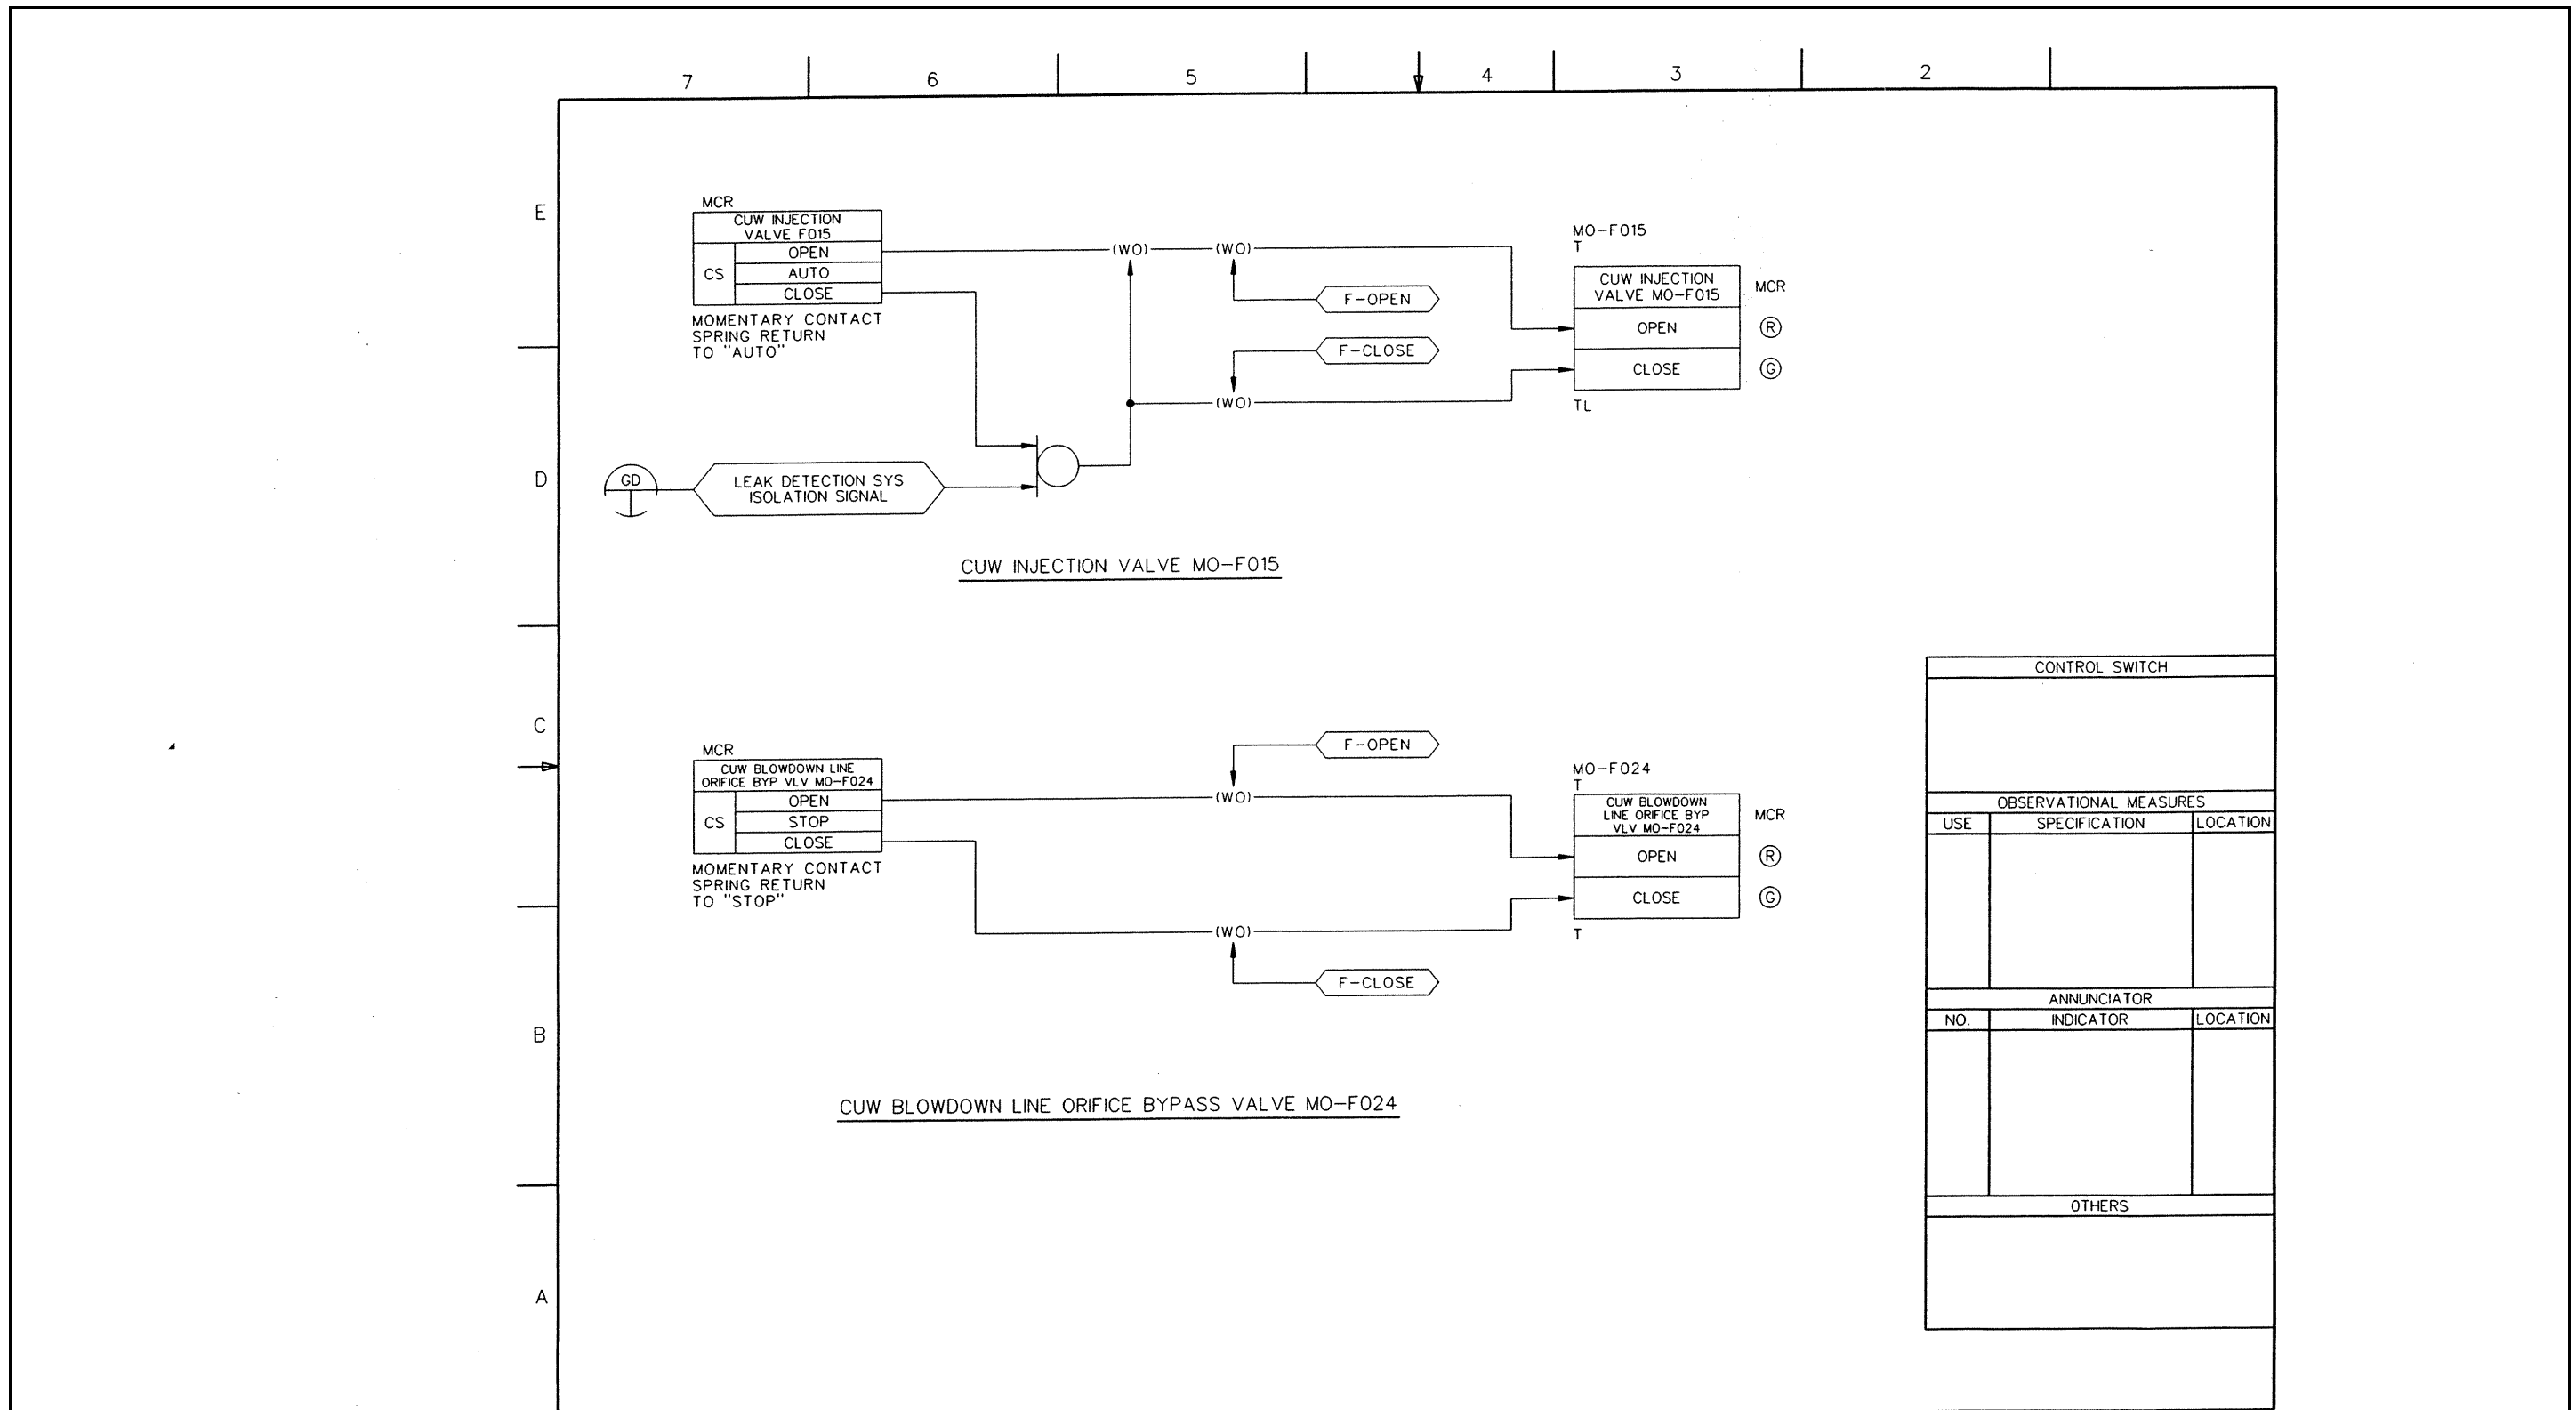 7 6 5 4 3 2
E
MCR
CUW INJECTION
VALVE F015
CS
OPEN
AUTO
CLOSE
MOMENTARY CONTACT
SPRING RETURN
TO "AUTO"
(WO) (WO)
F-OPEN
F-CLOSE
(WO)
MO-F015
T
CUW INJECTION
VALVE MO-F015
MCR
OPEN
R
CLOSE
G
TL
D
GD
LEAK DETECTION SYS
ISOLATION SIGNAL
CUW INJECTION VALVE MO-F015
C
MCR
CUW BLOWDOWN LINE
ORIFICE BYP VLV MO-F024
CS
OPEN
STOP
CLOSE
MOMENTARY CONTACT
SPRING RETURN
TO "STOP"
F-OPEN
(WO)
(WO)
F-CLOSE
MO-F024
T
CUW BLOWDOWN
LINE ORIFICE BYP
VLV MO-F024
MCR
OPEN
R
CLOSE
G
T
B
CUW BLOWDOWN LINE ORIFICE BYPASS VALVE MO-F024
A
CONTROL SWITCH
OBSERVATIONAL MEASURES
USE SPECIFICATION LOCATION
ANNUNCIATOR
NO. INDICATOR LOCATION
OTHERS